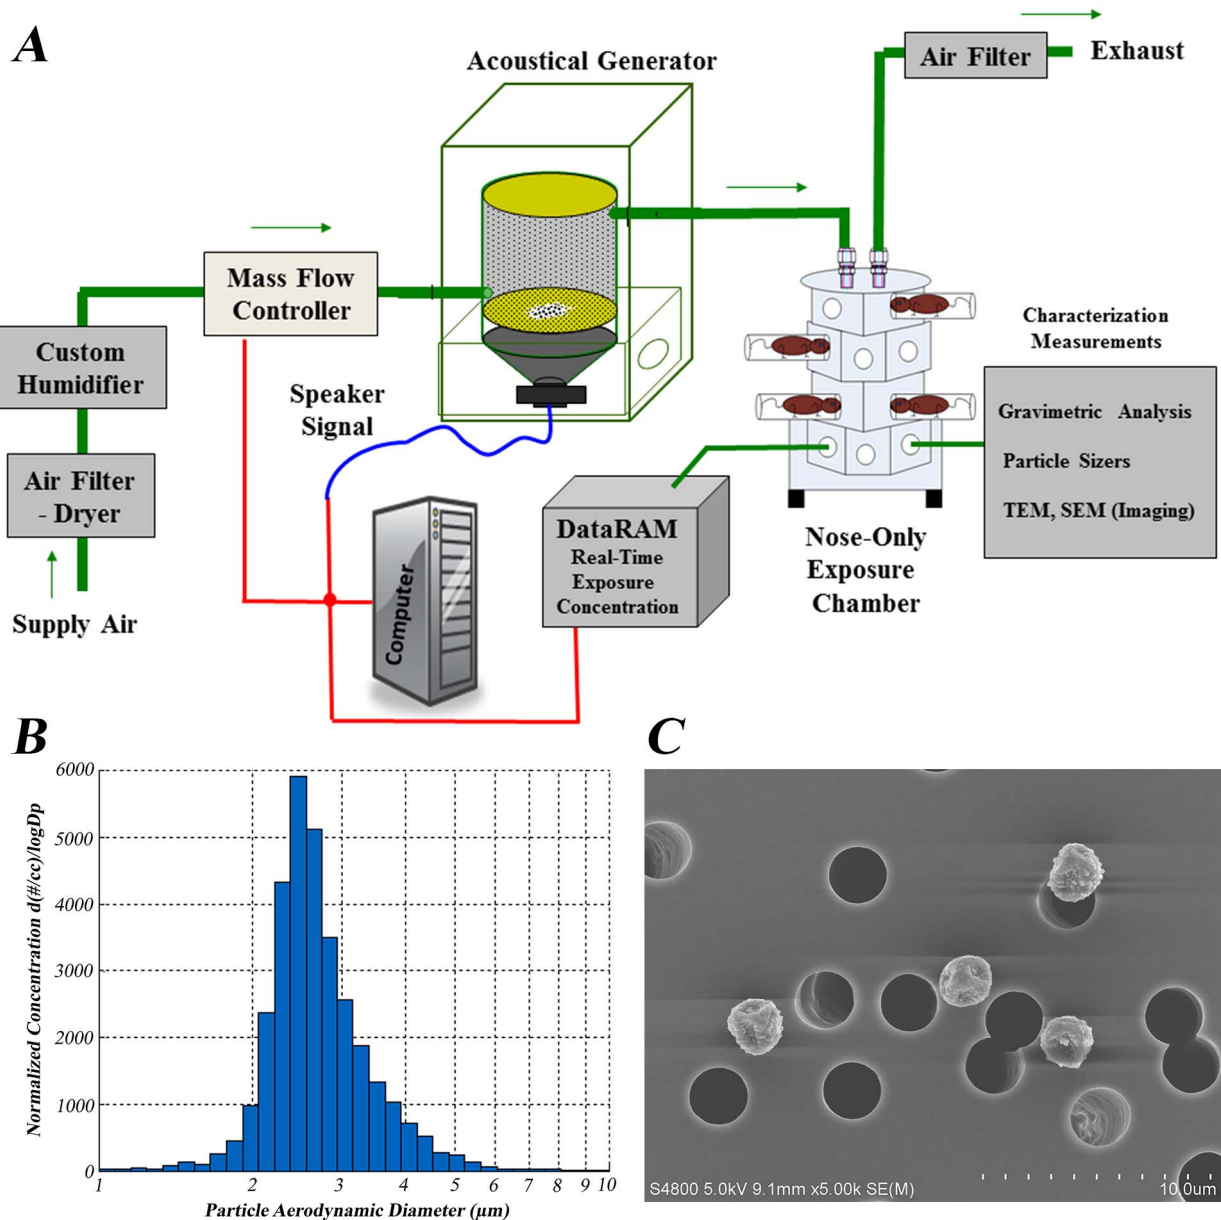 A
Acoustical Generator
Air Filter
Exhaust
Mass Flow
Controller
Custom
Humidifier
Air Filter
- Dryer
Supply Air
Speaker
Signal
Computer
DataRAM
Real-Time
Exposure
Concentration
Nose-Only
Exposure
Chamber
Characterization
Measurements
Gravimetric Analysis
Particle Sizers
TEM, SEM (Imaging)
B
Normalized Concentration d(#/cc)/logDp
6000
5000
4000
3000
2000
1000
0
1 2 3 4 5 6 7 8 9 10
Particle Aerodynamic Diameter (µm)
C
S4800 5.0kV 9.1mm x5.00k SE(M)
10.0um